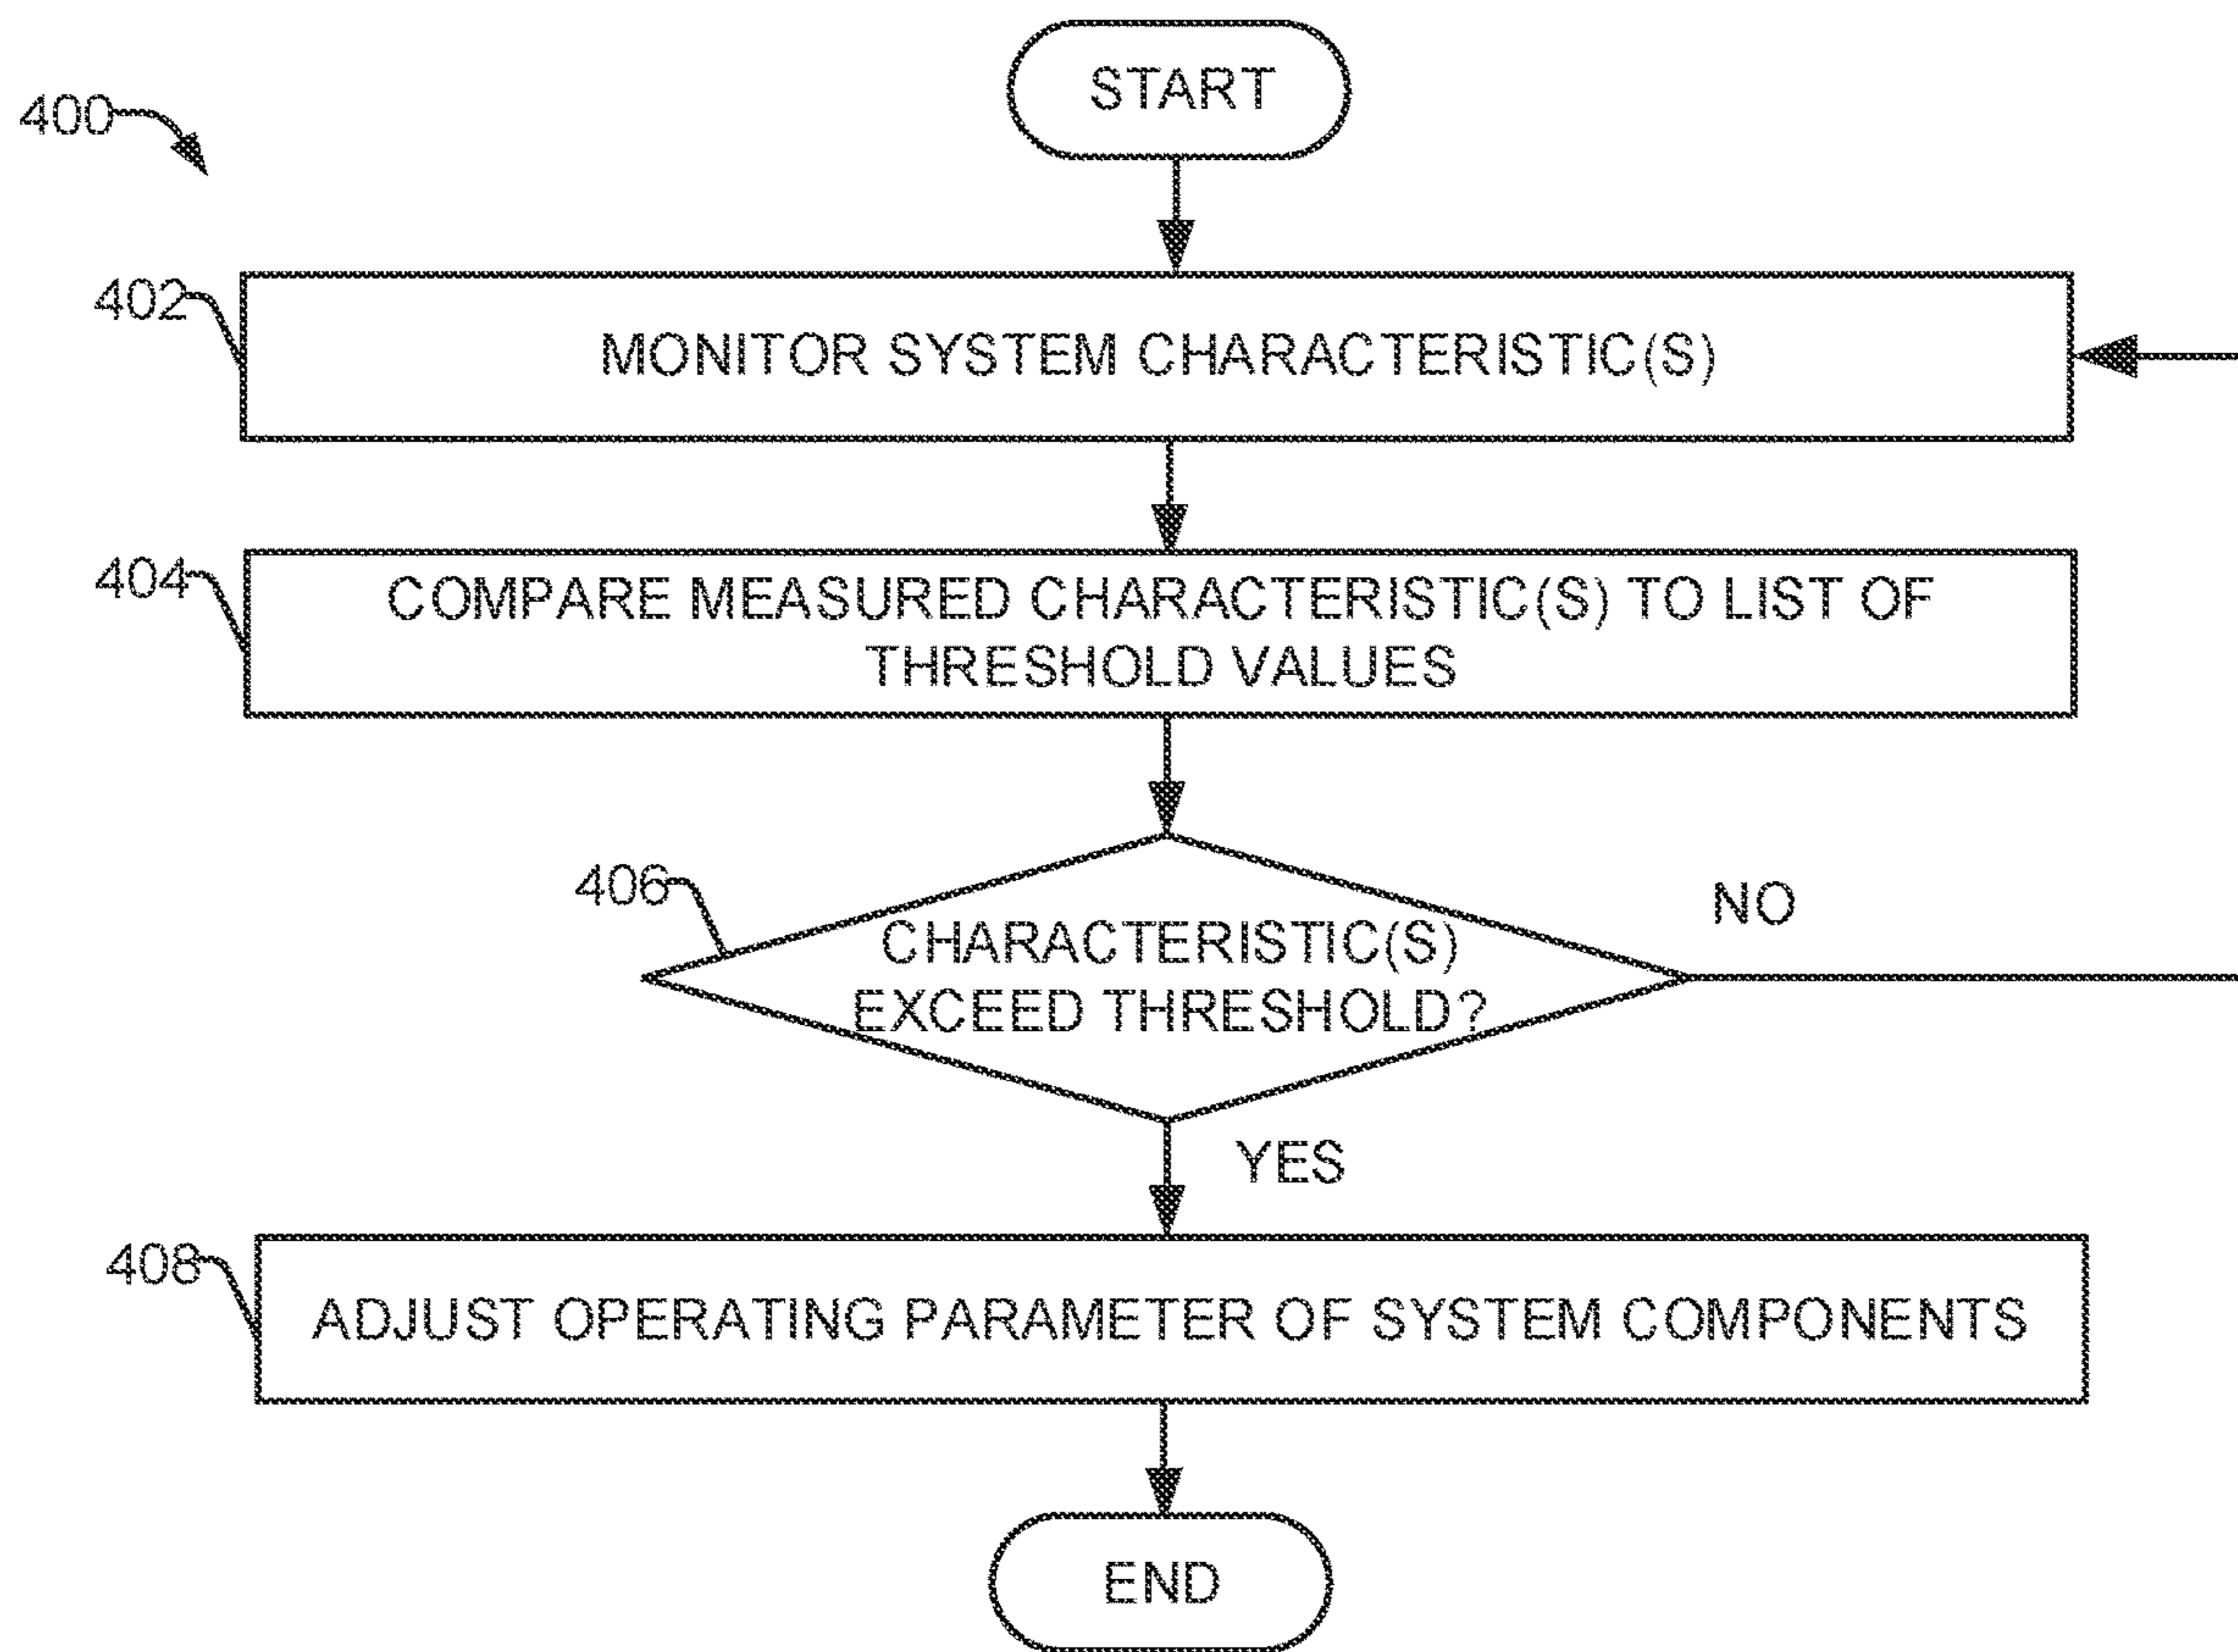 START
400
402
MONITOR SYSTEM CHARACTERISTIC(S)
404
COMPARE MEASURED CHARACTERISTIC(S) TO LIST OF
THRESHOLD VALUES
406
NO
CHARACTERISTIC(S)
EXCEED THRESHOLD?
YES
408
ADJUST OPERATING PARAMETER OF SYSTEM COMPONENTS
END